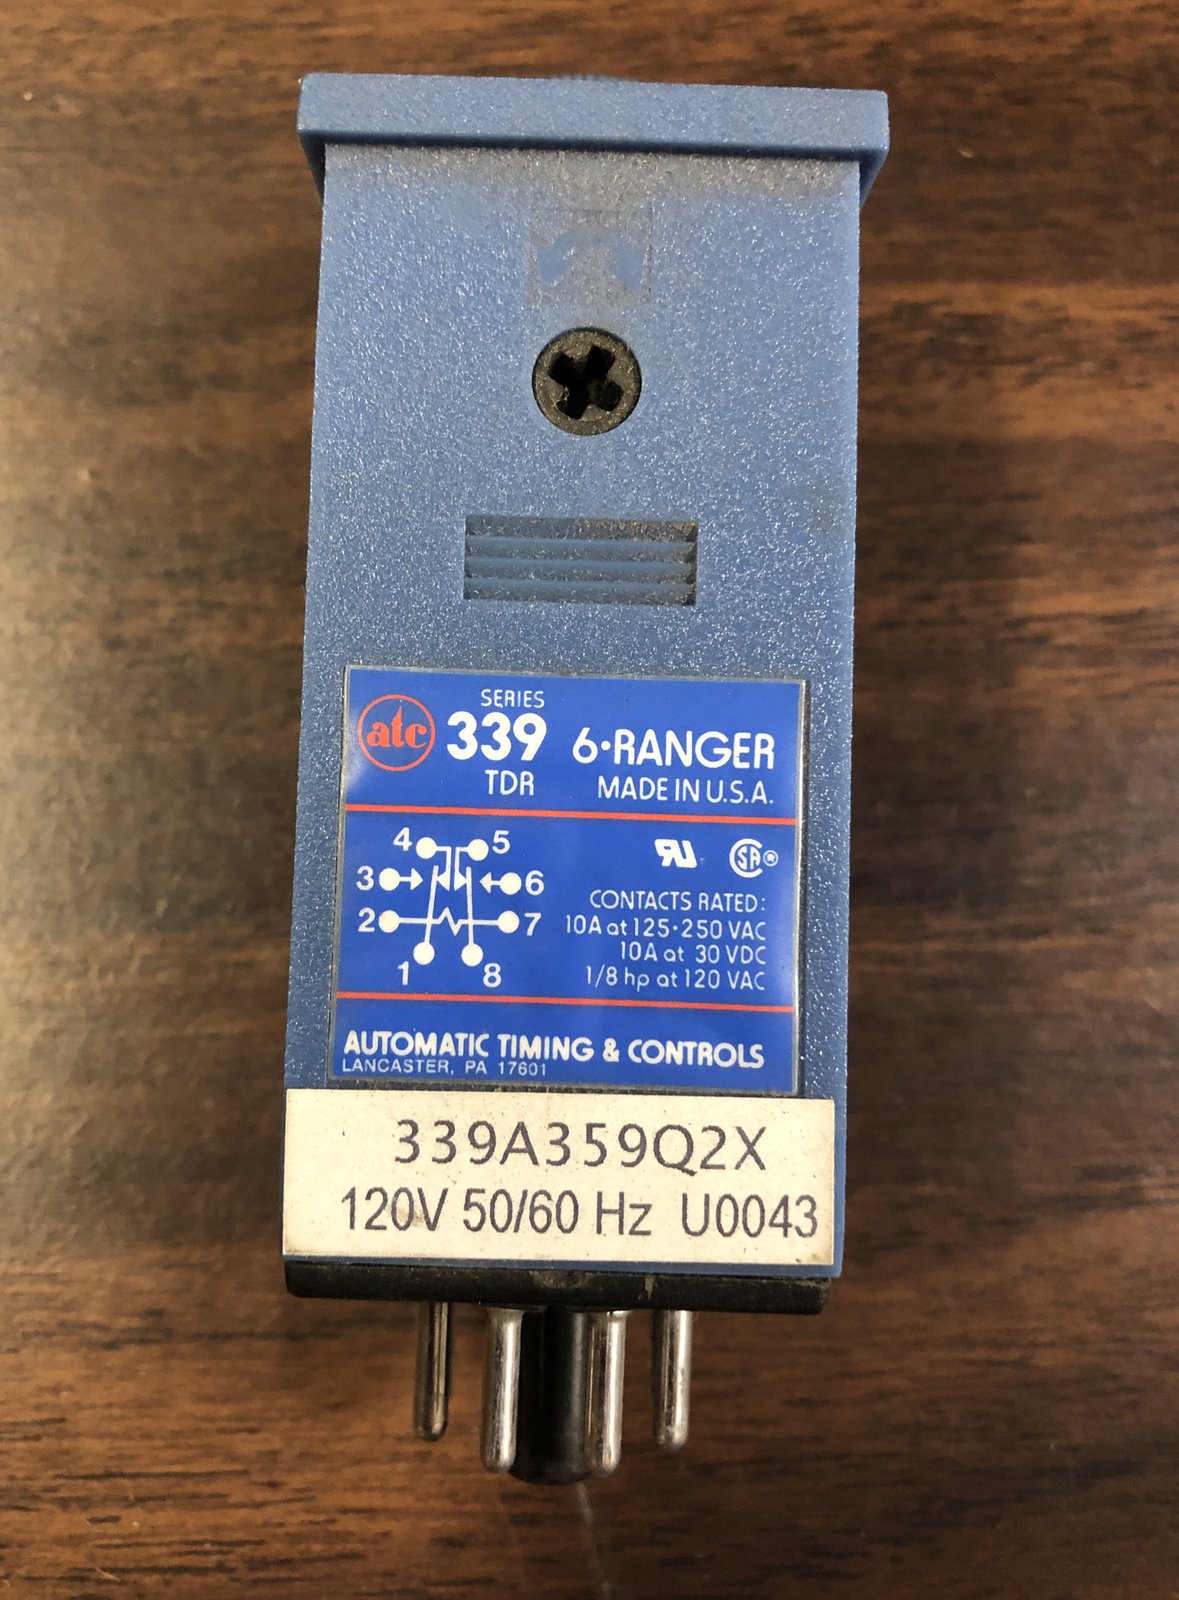 SERIES
atc 339 6·RANGER
TDR MADE IN U.S.A.
4 5
3 6
2 7
1 8
RU SA ®
CONTACTS RATED:
10A at 125·250 VAC
10A at 30 VDC
1/8 hp at 120 VAC
AUTOMATIC TIMING & CONTROLS
LANCASTER, PA 17601
339A359Q2X
120V 50/60 Hz U0043